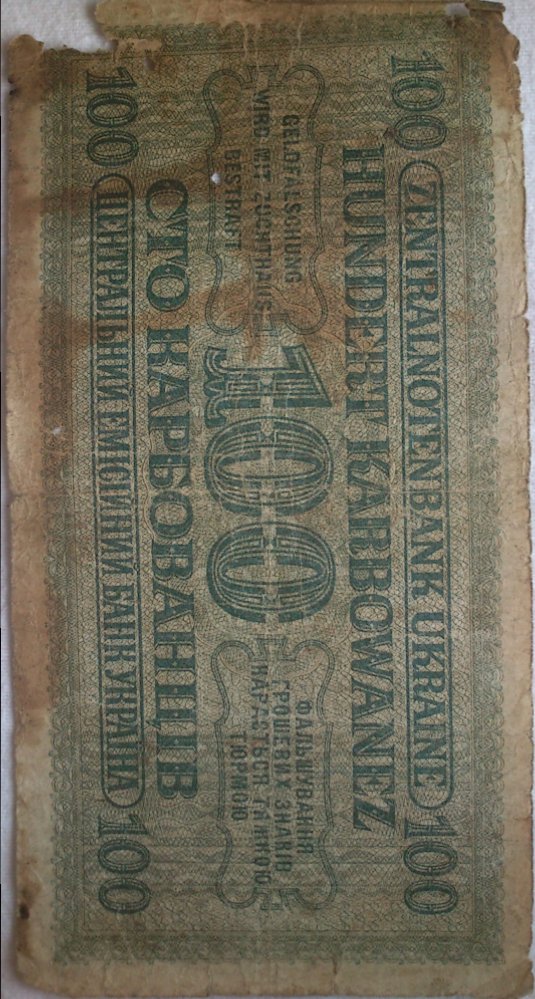 100 ZENTRALNOTENBANK UKRAINE 100
HUNDERT KARBOWANEZ
GELDFÄLSCHUNG
WIRD MIT ZUCHTHAUS
BESTRAFT
100
ФАЛЬШУВАННЯ
ГРОШЕВИХ ЗНАКІВ
КАРАЄТЬСЯ ТЯЖКОЮ
ТЮРМОЮ
СТО КАРБОВАНЦІВ
100 ЦЕНТРАЛЬНИЙ ЕМІСІЙНИЙ БАНК УКРАЇНА 100